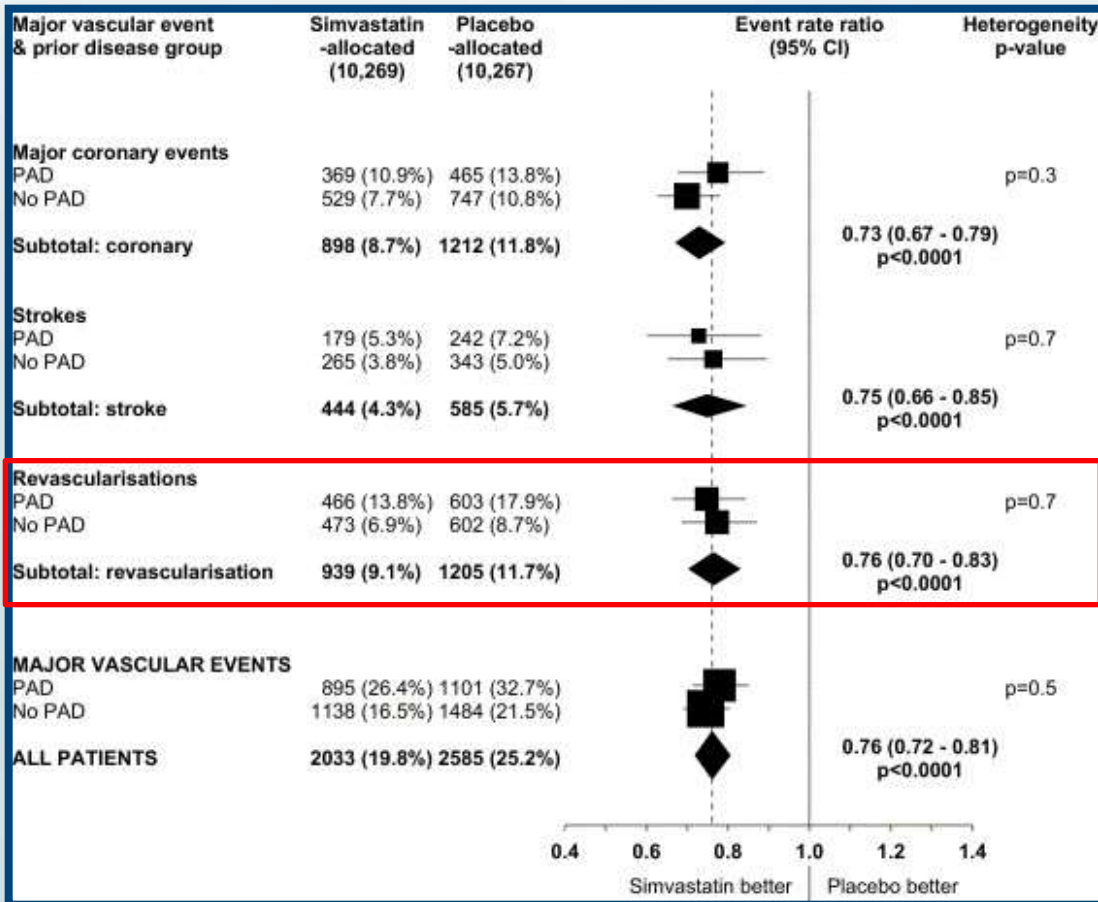 Major vascular event Simvastatin Placebo Event rate ratio Heterogeneity
& prior disease group -allocated -allocated (95% CI) p-value
(10,269) (10,267)
Major coronary events
PAD 369 (10.9%) 465 (13.8%) p=0.3
No PAD 529 (7.7%) 747 (10.8%)
Subtotal: coronary 898 (8.7%) 1212 (11.8%) 0.73 (0.67 - 0.79)
p<0.0001
Strokes
PAD 179 (5.3%) 242 (7.2%) p=0.7
No PAD 265 (3.8%) 343 (5.0%)
Subtotal: stroke 444 (4.3%) 585 (5.7%) 0.75 (0.66 - 0.85)
p<0.0001
Revascularisations
PAD 466 (13.8%) 603 (17.9%) p=0.7
No PAD 473 (6.9%) 602 (8.7%)
Subtotal: revascularisation 939 (9.1%) 1205 (11.7%) 0.76 (0.70 - 0.83)
p<0.0001
MAJOR VASCULAR EVENTS
PAD 895 (26.4%) 1101 (32.7%) p=0.5
No PAD 1138 (16.5%) 1484 (21.5%)
ALL PATIENTS 2033 (19.8%) 2585 (25.2%) 0.76 (0.72 - 0.81)
p<0.0001
0.4 0.6 0.8 1.0 1.2 1.4
Simvastatin better Placebo better